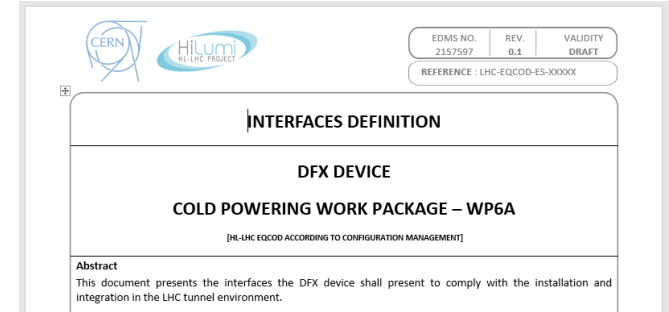 CERN
HiLumi
HL-LHC PROJECT
EDMS NO. REV. VALIDITY
2157597 0.1 DRAFT
REFERENCE : LHC-EQCOD-ES-XXXXX
INTERFACES DEFINITION
DFX DEVICE
COLD POWERING WORK PACKAGE – WP6A
[HL-LHC EQCOD ACCORDING TO CONFIGURATION MANAGEMENT]
Abstract
This document presents the interfaces the DFX device shall present to comply with the installation and
integration in the LHC tunnel environment.